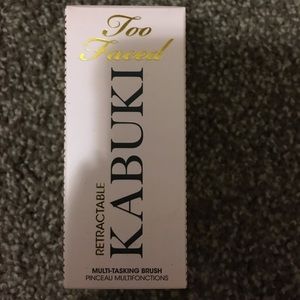 Too
Faced
RETRACTABLE
KABUKI
MULTI-TASKING BRUSH
PINCEAU MULTIFONCTIONS